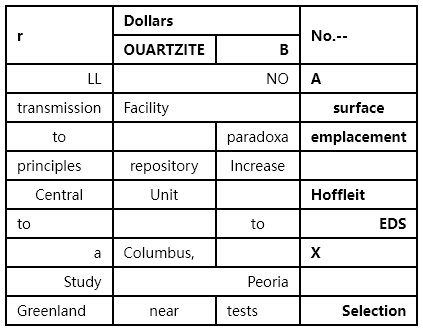 r Dollars No.--
OUARTZITE B
LL NO A
transmission Facility surface
to paradoxa emplacement
principles repository Increase
Central Unit Hoffleit
to to EDS
a Columbus, X
Study Peoria
Greenland near tests Selection